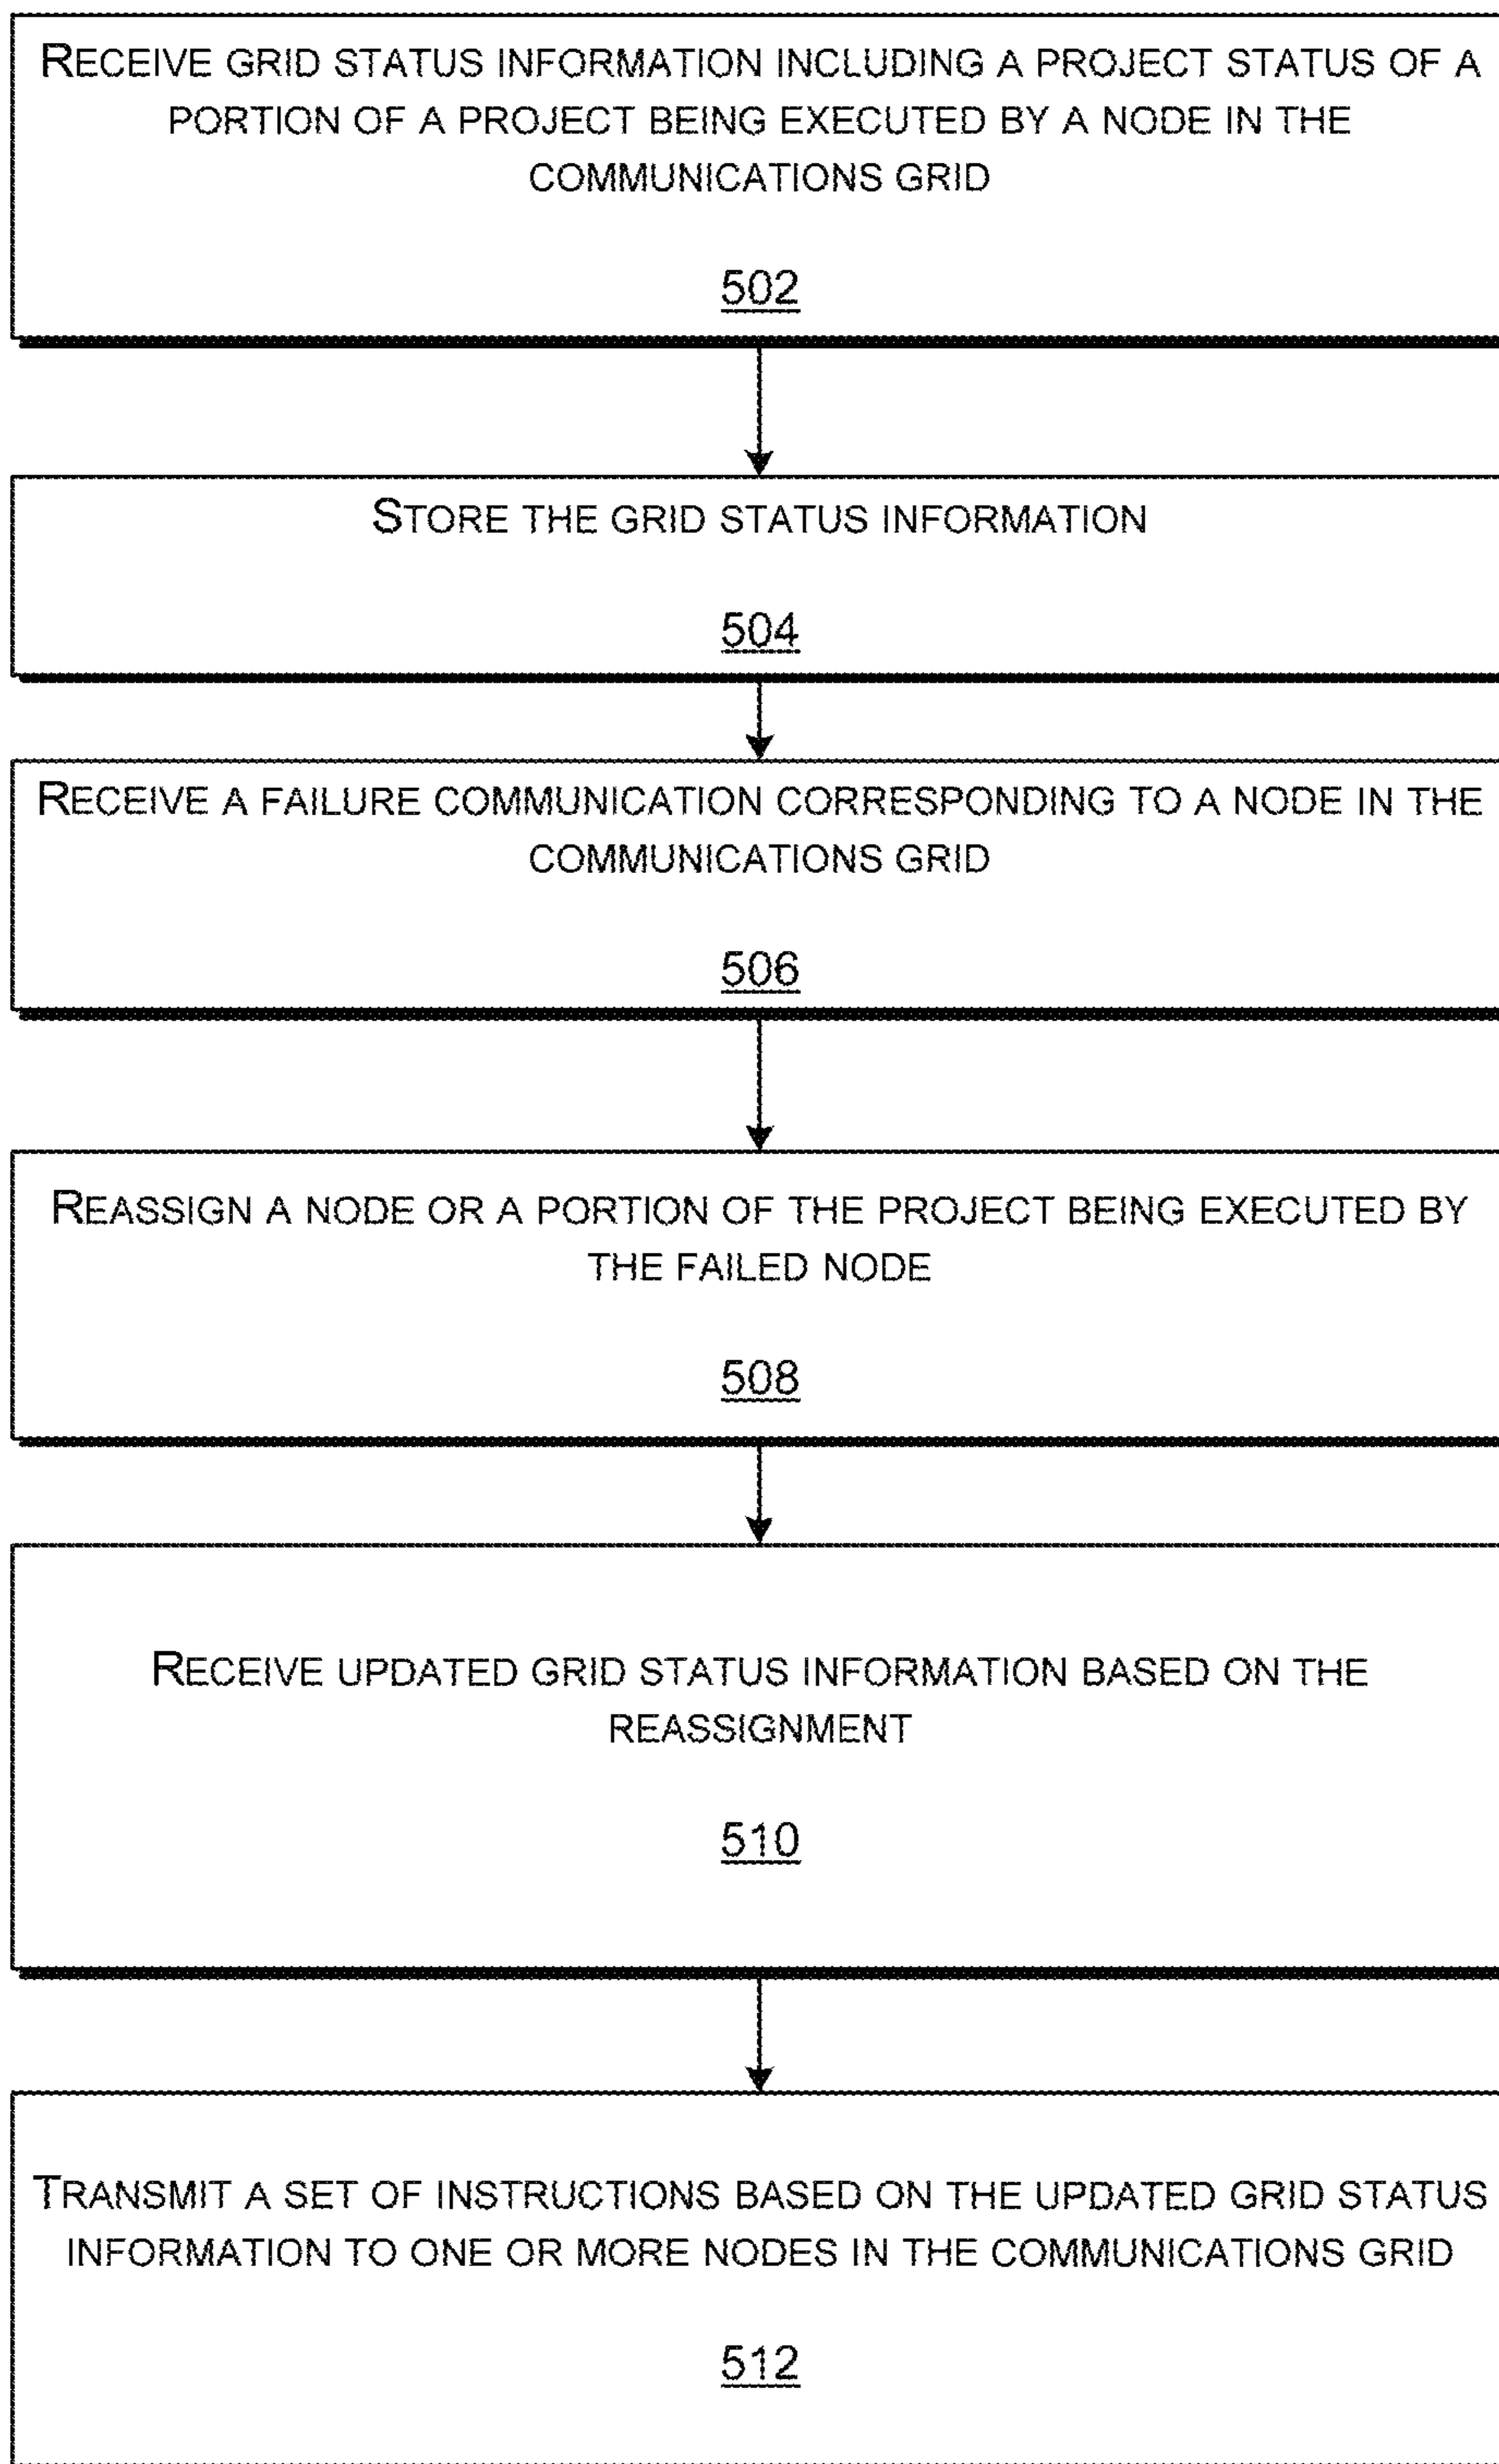 RECEIVE GRID STATUS INFORMATION INCLUDING A PROJECT STATUS OF A
PORTION OF A PROJECT BEING EXECUTED BY A NODE IN THE
COMMUNICATIONS GRID
502
STORE THE GRID STATUS INFORMATION
504
RECEIVE A FAILURE COMMUNICATION CORRESPONDING TO A NODE IN THE
COMMUNICATIONS GRID
506
REASSIGN A NODE OR A PORTION OF THE PROJECT BEING EXECUTED BY
THE FAILED NODE
508
RECEIVE UPDATED GRID STATUS INFORMATION BASED ON THE
REASSIGNMENT
510
TRANSMIT A SET OF INSTRUCTIONS BASED ON THE UPDATED GRID STATUS
INFORMATION TO ONE OR MORE NODES IN THE COMMUNICATIONS GRID
512